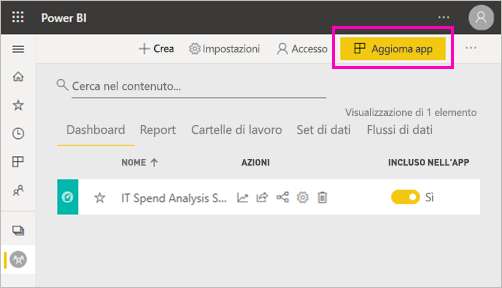 Power BI
Crea Impostazioni Accesso Aggiorna app
Cerca nel contenuto...
Visualizzazione di 1 elemento
Dashboard Report Cartelle di lavoro Set di dati Flussi di dati
NOME AZIONI INCLUSO NELL'APP
IT Spend Analysis S... Sì